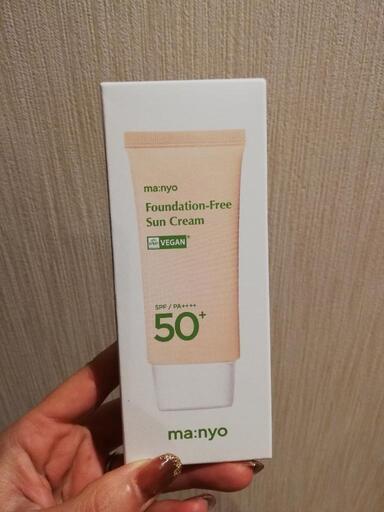 ma:nyo
Foundation-Free
Sun Cream
VEGAN
SPF / PA++++
50+
ma:nyo